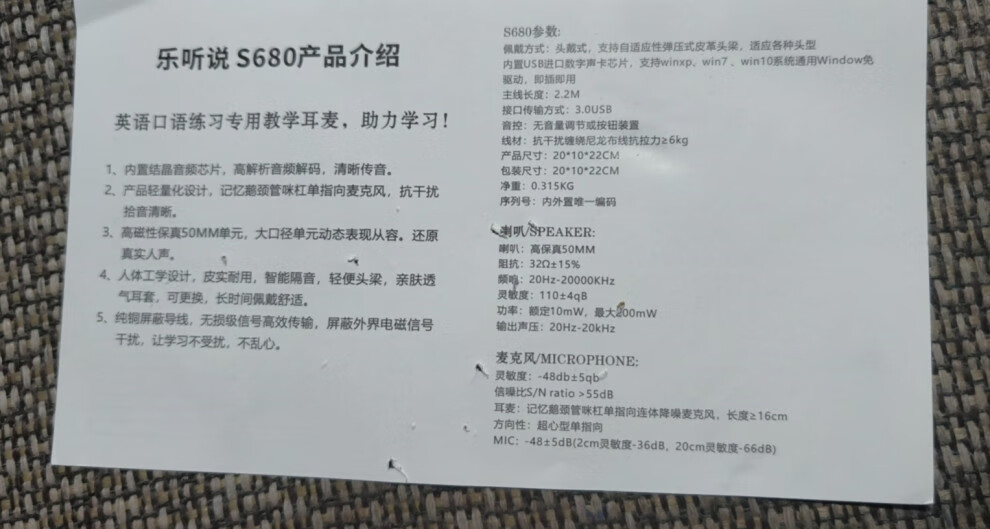 乐听说 S680产品介绍
英语口语练习专用教学耳麦，助力学习！
1、内置结晶音频芯片，高解析音频解码，清晰传音。
2、产品轻量化设计，记忆鹅颈管咪杠单指向麦克风，抗干扰
拾音清晰。
3、高磁性保真50MM单元，大口径单元动态表现从容。还原
真实人声。
4、人体工学设计，皮实耐用，智能隔音，轻便头梁，亲肤透
气耳套，可更换，长时间佩戴舒适。
5、纯铜屏蔽导线，无损级信号高效传输，屏蔽外界电磁信号
干扰，让学习不受扰，不乱心。
S680参数:
佩戴方式：头戴式，支持自适应性弹压式皮革头梁，适应各种头型
内置USB进口数字声卡芯片，支持winxp、win7 、win10系统通用Window免
驱动，即插即用
主线长度：2.2M
接口传输方式：3.0USB
音控：无音量调节或按钮装置
线材：抗干扰缠绕尼龙布线抗拉力≥6kg
产品尺寸：20*10*22CM
包装尺寸：20*10*22CM
净重：0.315KG
序列号：内外置唯一编码
喇叭/SPEAKER:
喇叭：高保真50MM
阻抗：32Ω±15%
频响：20Hz-20000KHz
灵敏度：110±4qB
功率：额定10mW，最大200mW
输出声压：20Hz-20kHz
麦克风/MICROPHONE:
灵敏度：-48db±5qb
信噪比S/N ratio >55dB
耳麦：记忆鹅颈管咪杠单指向连体降噪麦克风，长度≥16cm
方向性：超心型单指向
MIC：-48±5dB(2cm灵敏度-36dB，20cm灵敏度-66dB)